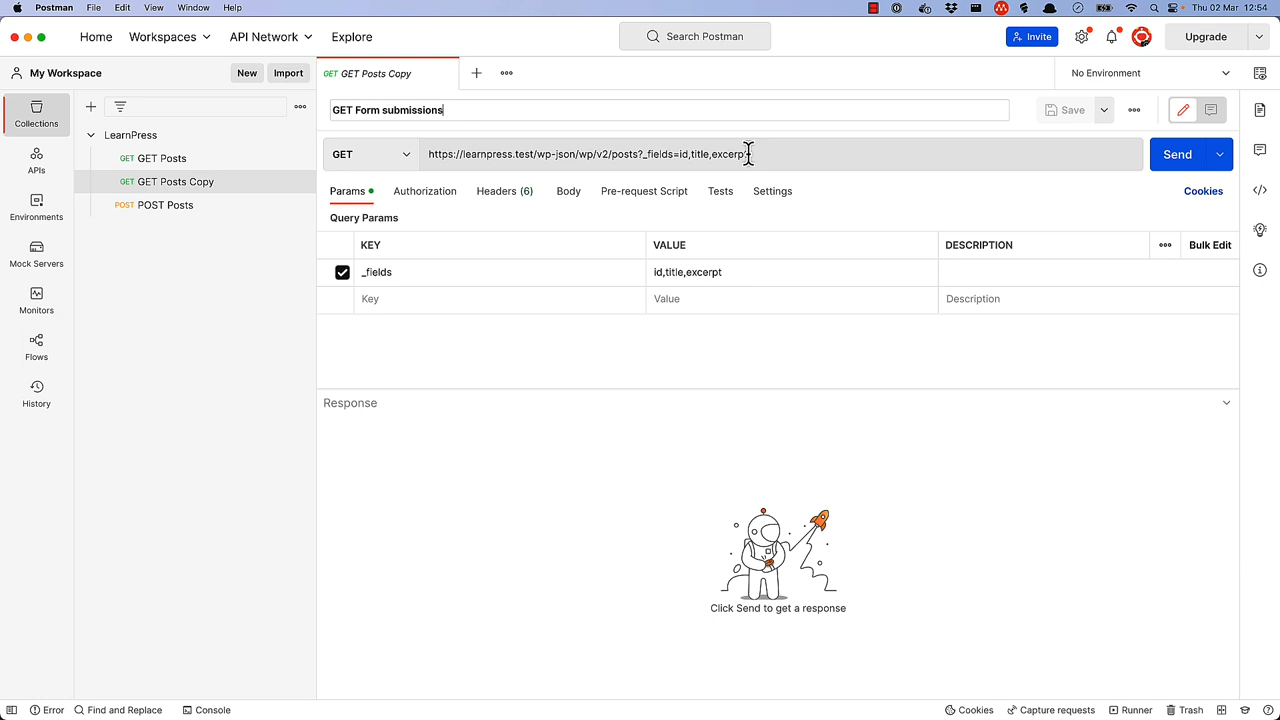 Postman File Edit View Window Help Thu 02 Mar 12:54
Home Workspaces API Network Explore Search Postman Invite Upgrade
My Workspace New Import GET GET Posts Copy No Environment
Collections
APIs
Environments
Mock Servers
Monitors
Flows
History
LearnPress
GET GET Posts
GET GET Posts Copy
POST POST Posts
GET Form submissions Save
GET https://learnpress.test/wp-json/wp/v2/posts?_fields=id,title,excerpt Send
Params Authorization Headers (6) Body Pre-request Script Tests Settings Cookies
Query Params
KEY VALUE DESCRIPTION Bulk Edit
_fields id,title,excerpt
Key Value Description
Response
Click Send to get a response
Error Find and Replace Console Cookies Capture requests Runner Trash